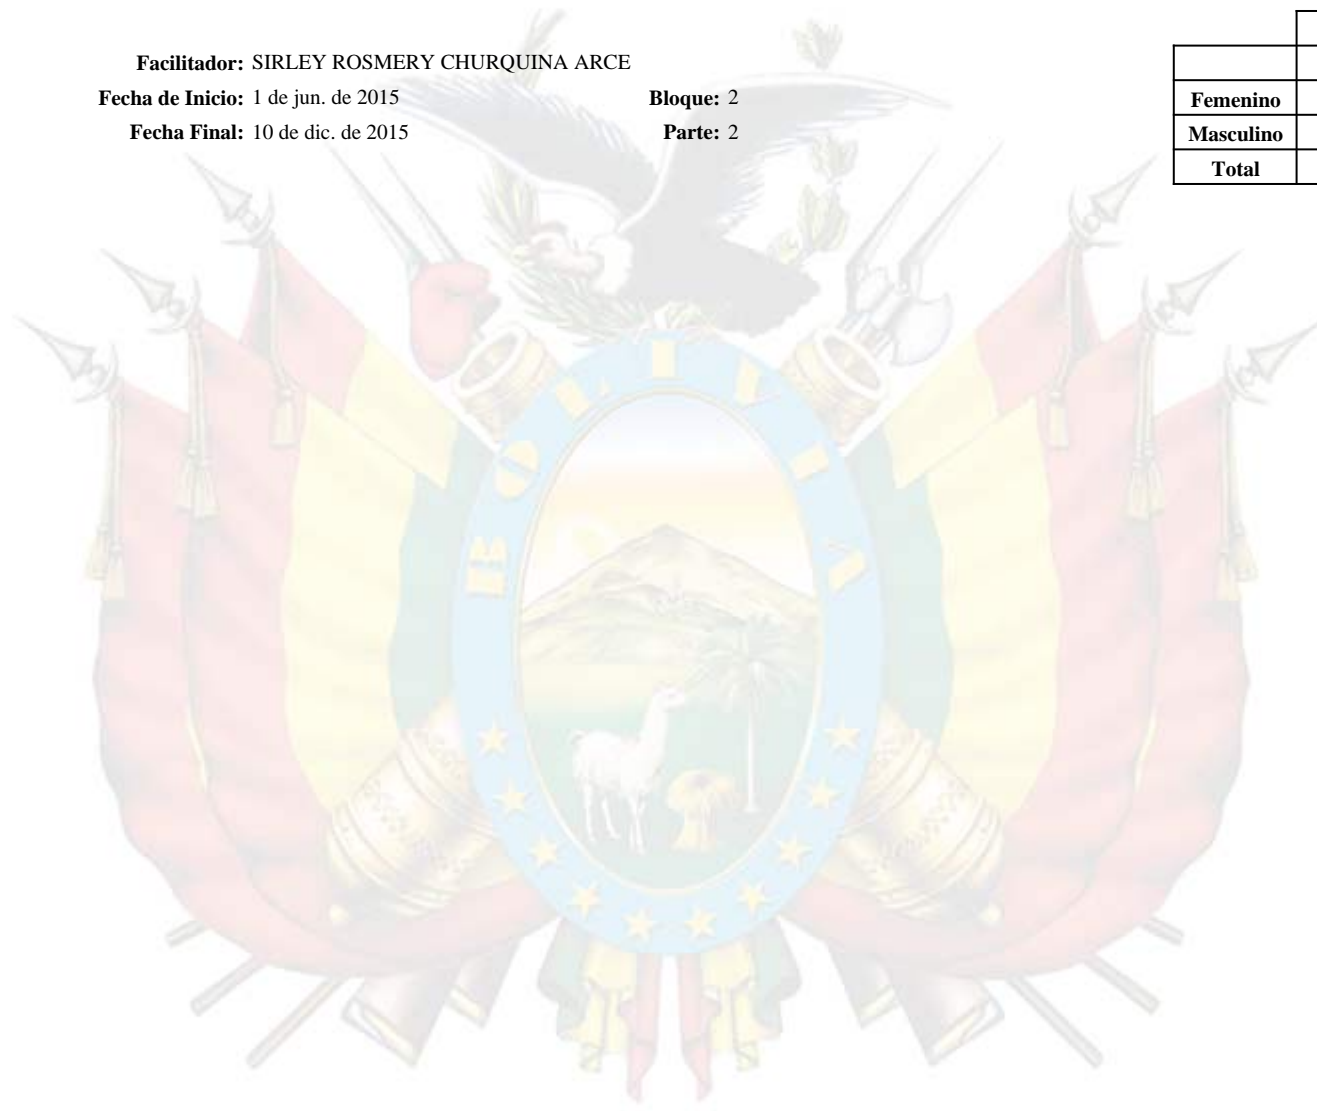 Facilitador: SIRLEY ROSMERY CHURQUINA ARCE
Fecha de Inicio: 1 de jun. de 2015 Bloque: 2
Fecha Final: 10 de dic. de 2015 Parte: 2
Femenino
Masculino
Total
BOLIVIA